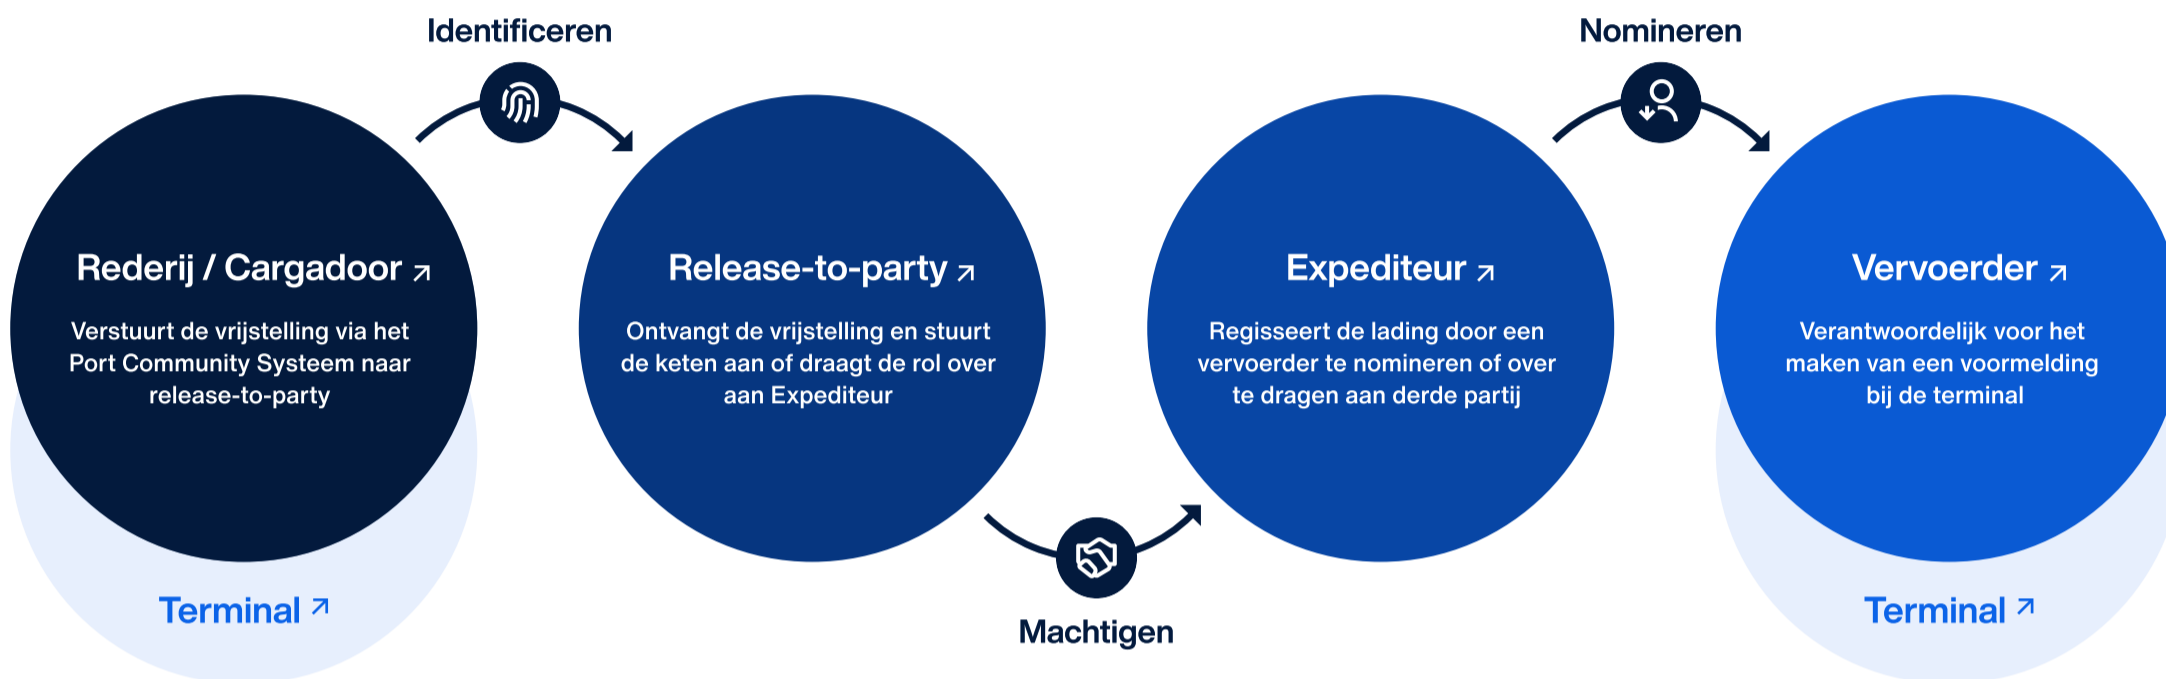 Identificeren
Nomineren
Rederij / Cargadoor
Verstuurt de vrijstelling via het
Port Community Systeem naar
release-to-party
Terminal
Release-to-party
Ontvangt de vrijstelling en stuurt
de keten aan of draagt de rol over
aan Expediteur
Machtigen
Expediteur
Regisseert de lading door een
vervoerder te nomineren of over
te dragen aan derde partij
Vervoerder
Verantwoordelijk voor het
maken van een voormelding
bij de terminal
Terminal